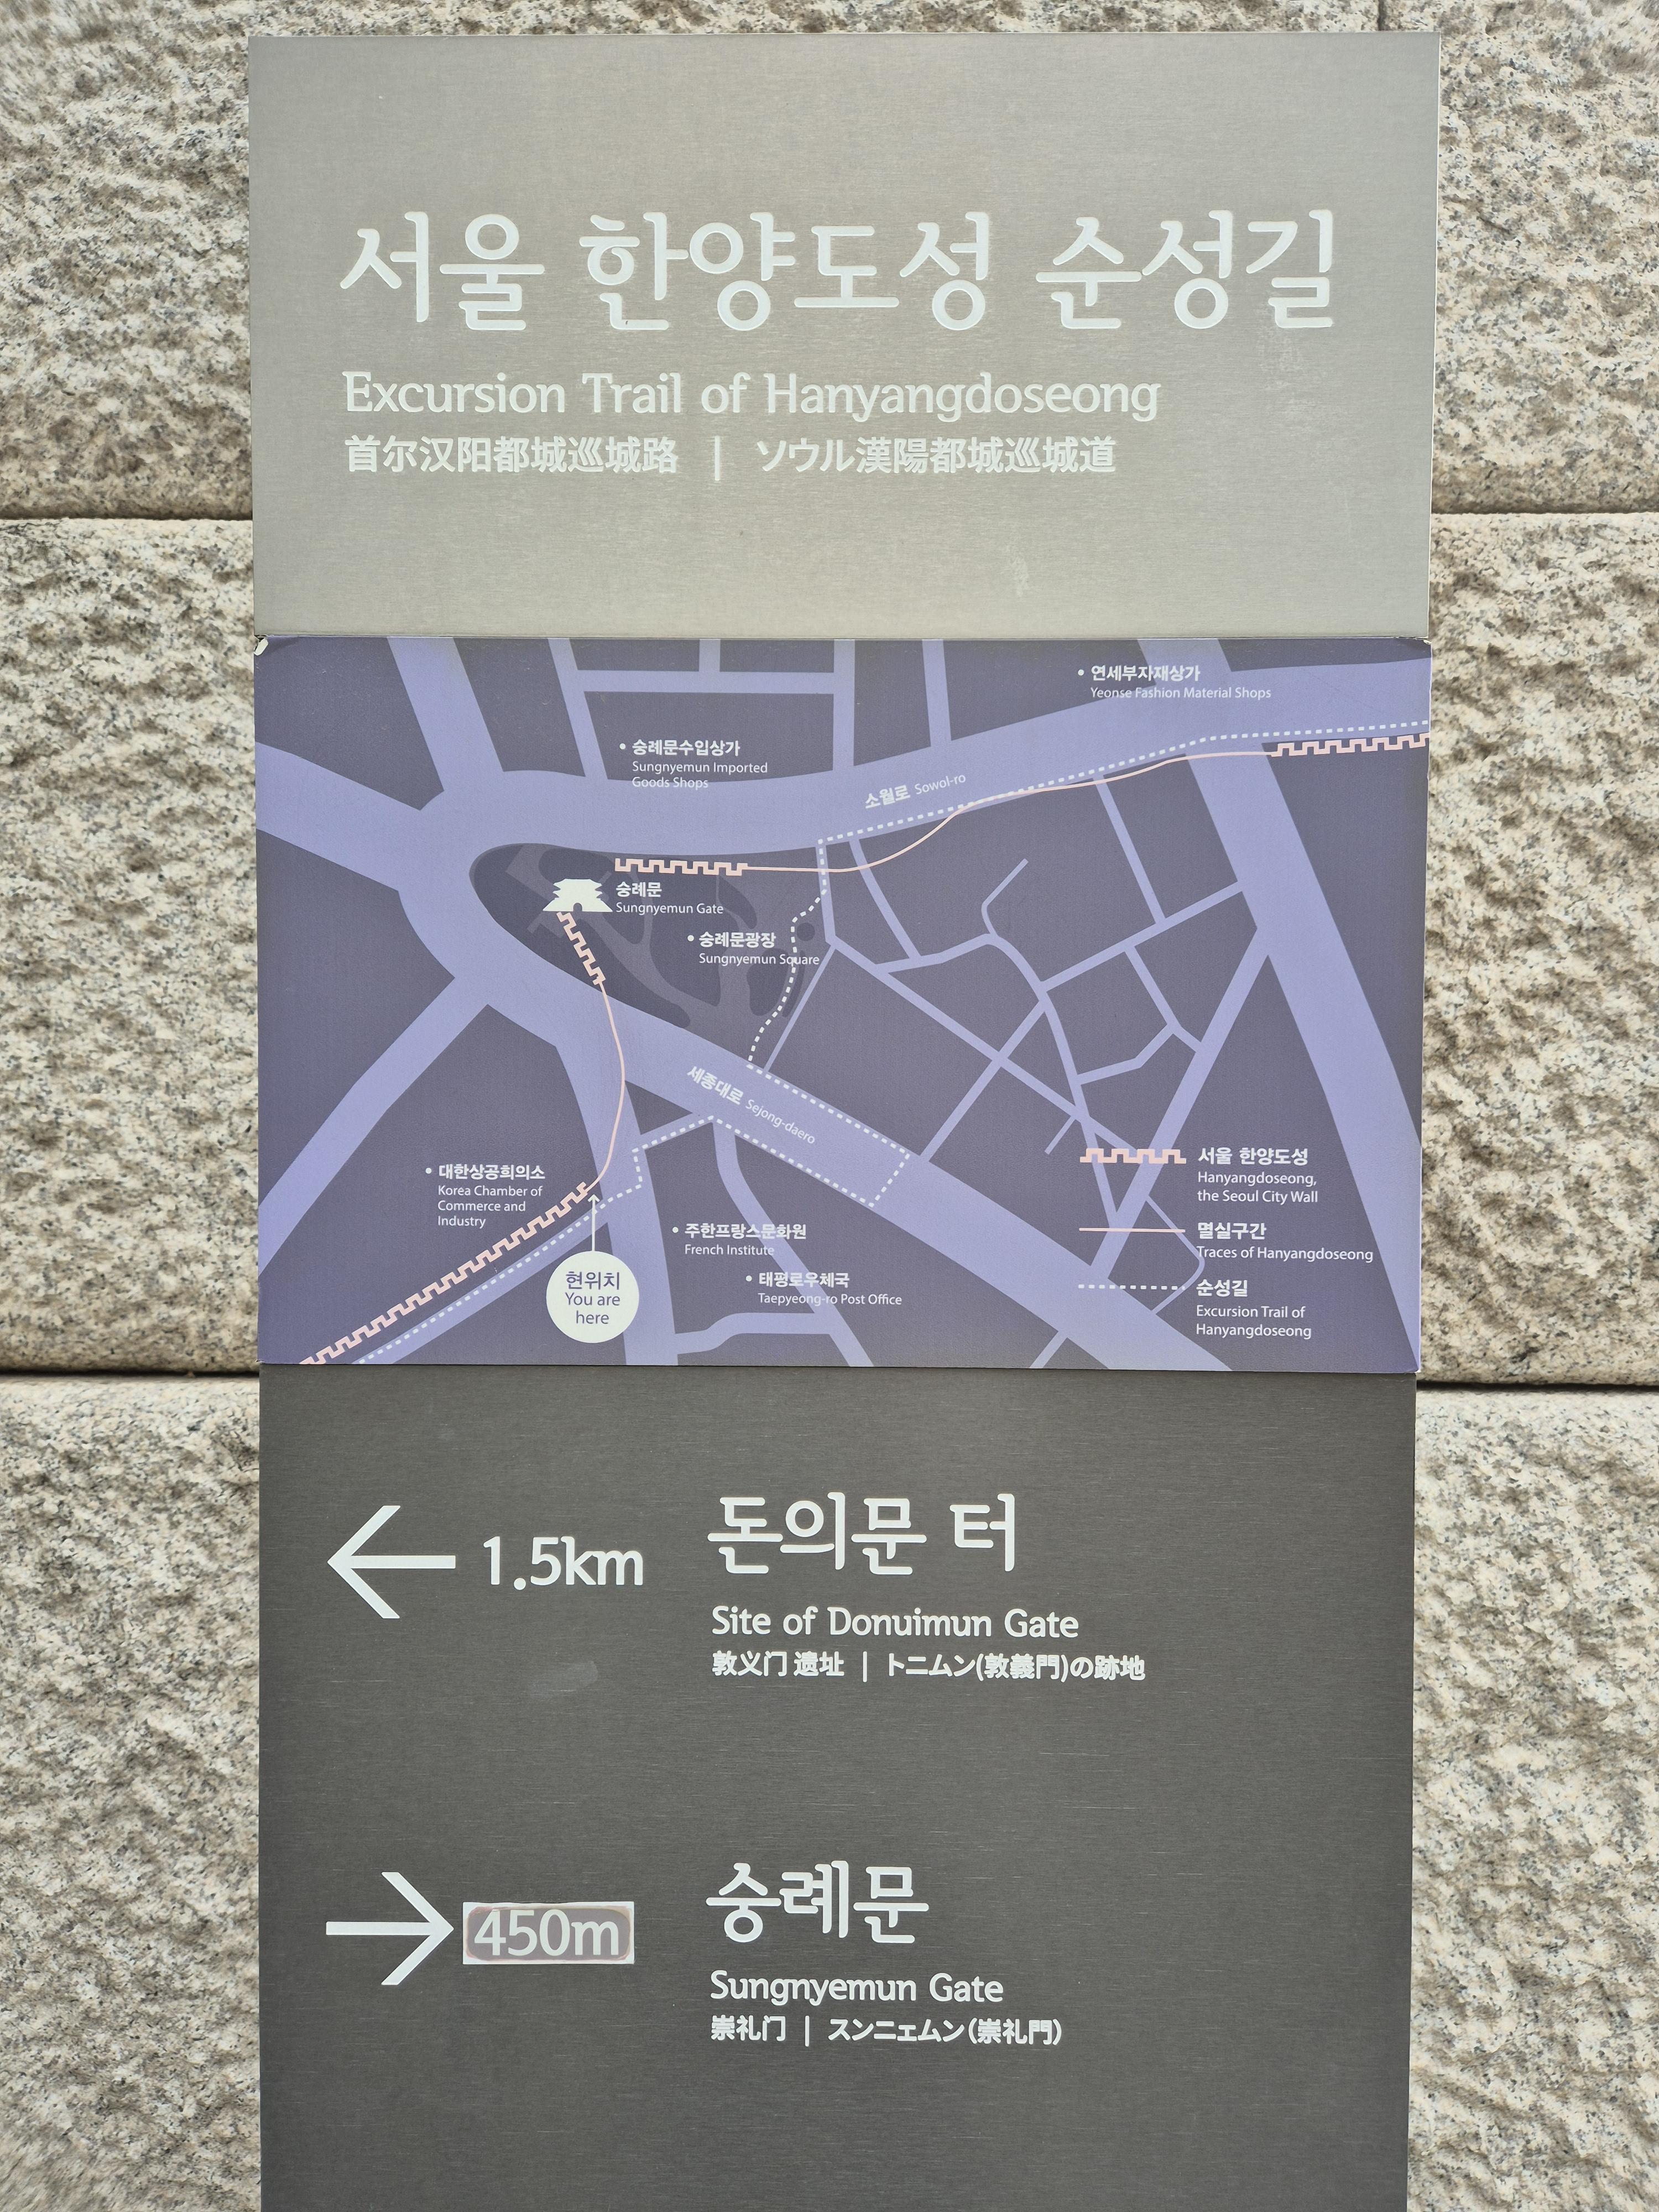 서울 한양도성 순성길
Excursion Trail of Hanyangdoseong
首尔汉阳都城巡城路 | ソウル漢陽都城巡城道
연세부자재상가
Yeonse Fashion Material Shops
숭례문수입상가
Sungnyemun Imported
Goods Shops
소월로 Sowol-ro
숭례문
Sungnyemun Gate
숭례문광장
Sungnyemun Square
세종대로 Sejong-daero
대한상공회의소
Korea Chamber of
Commerce and
Industry
현위치
You are
here
주한프랑스문화원
French Institute
태평로우체국
Taepyeong-ro Post Office
서울 한양도성
Hanyangdoseong,
the Seoul City Wall
멸실구간
Traces of Hanyangdoseong
순성길
Excursion Trail of
Hanyangdoseong
1.5km 돈의문 터
Site of Donuimun Gate
敦义门 遗址 | トニムン(敦義門)の跡地
450m 숭례문
Sungnyemun Gate
崇礼门 | スンニェムン(崇礼門)